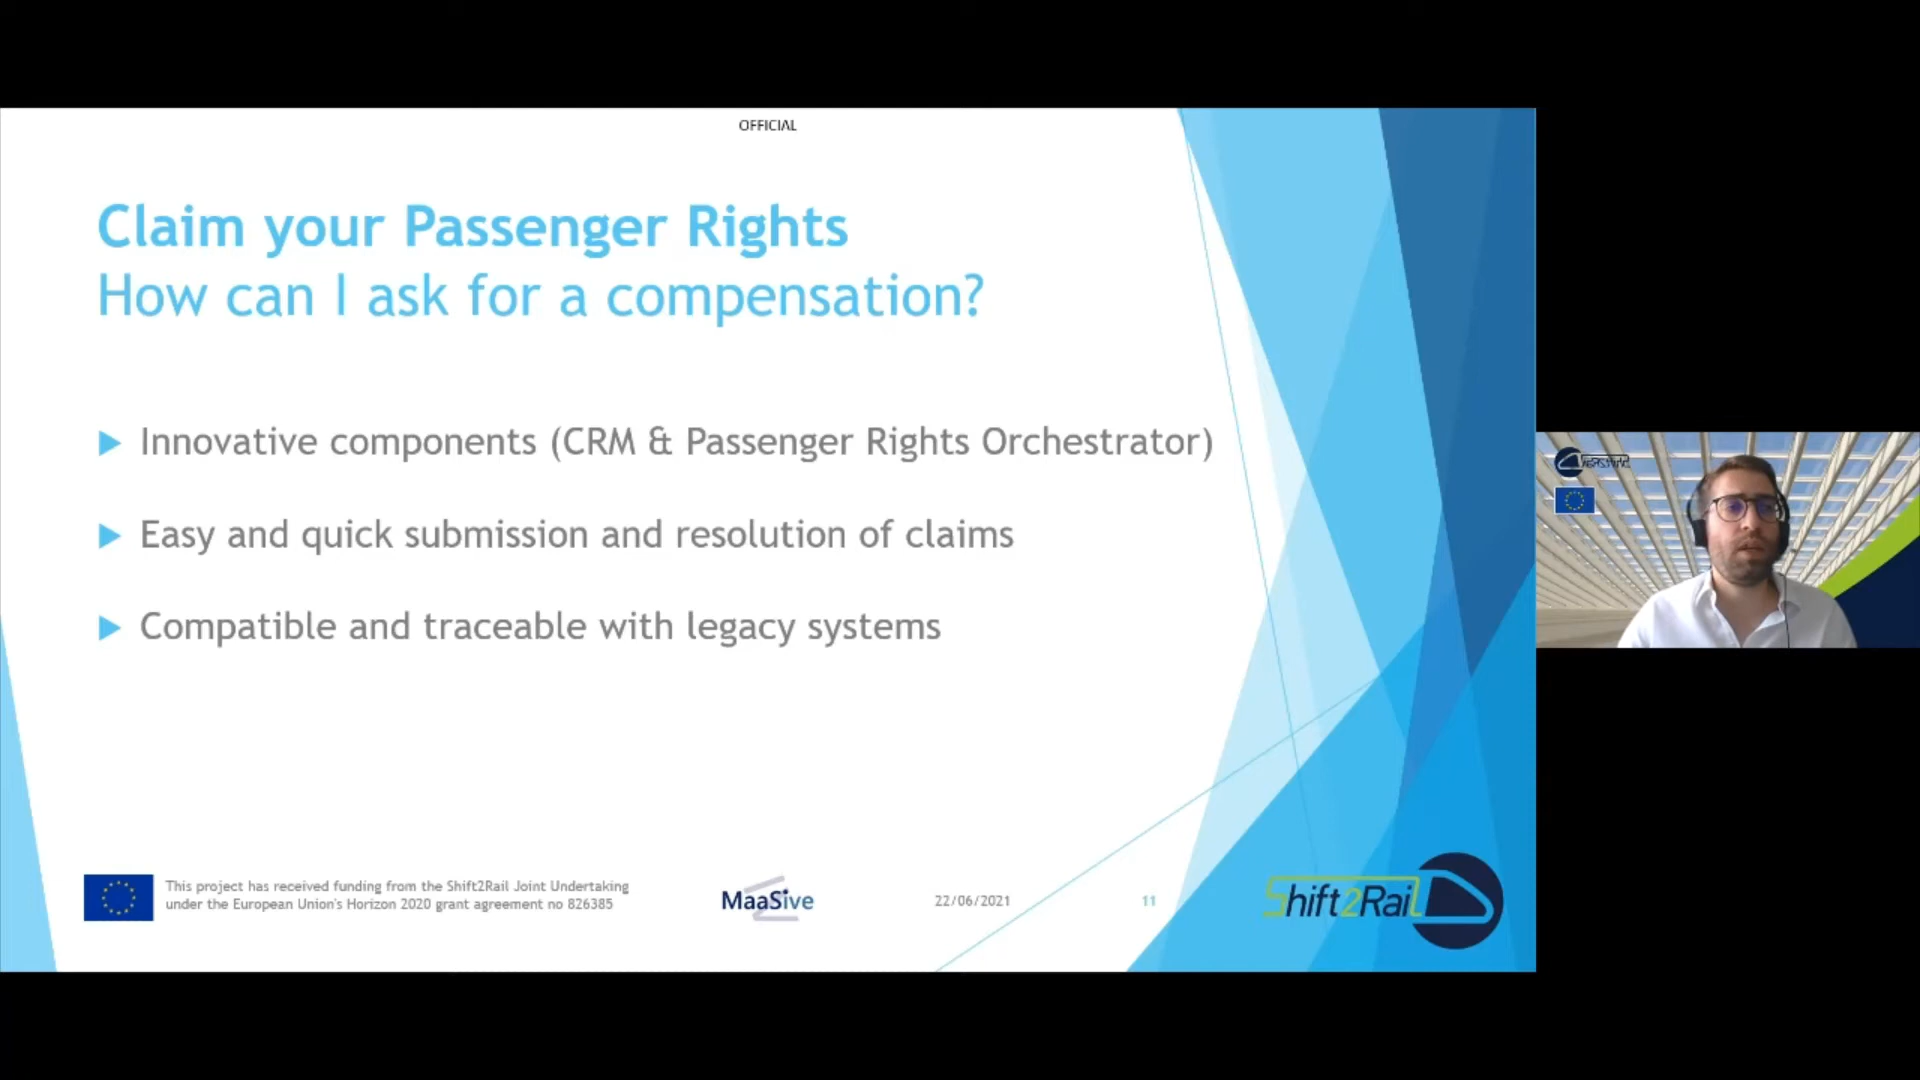 OFFICIAL
Claim your Passenger Rights
How can I ask for a compensation?
Innovative components (CRM & Passenger Rights Orchestrator)
Easy and quick submission and resolution of claims
Compatible and traceable with legacy systems
This project has received funding from the Shift2Rail Joint Undertaking
under the European Union's Horizon 2020 grant agreement no 826385
MaaSive
22/06/2021
11
Shift2Rail